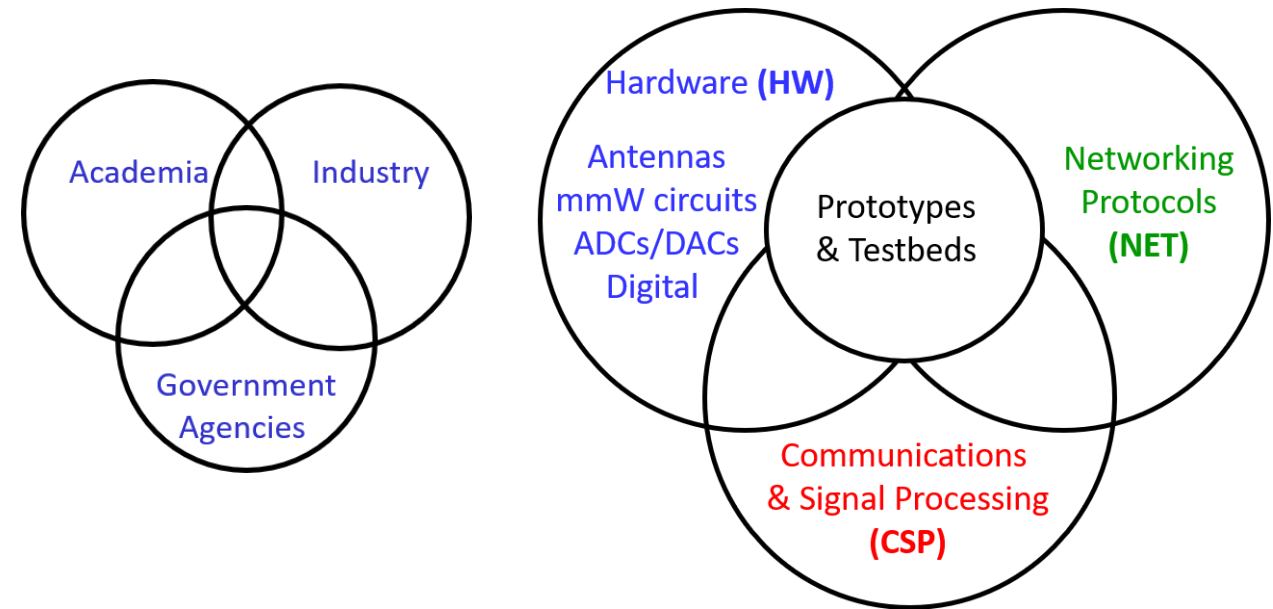 Academia
Industry
Government
Agencies
Hardware (HW)
Antennas
mmW circuits
ADCs/DACs
Digital
Prototypes
& Testbeds
Networking
Protocols
(NET)
Communications
& Signal Processing
(CSP)